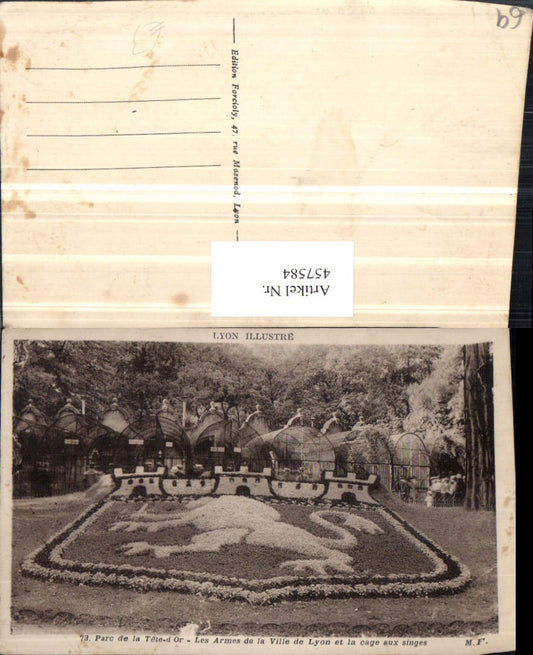 69
Edition Forcioly, 47, rue Mazenod, Lyon
Artikel Nr.
457584
LYON ILLUSTRÉ
73. Parc de la Tête-d'Or - Les Armes de la Ville de Lyon et la cage aux singes M. F.